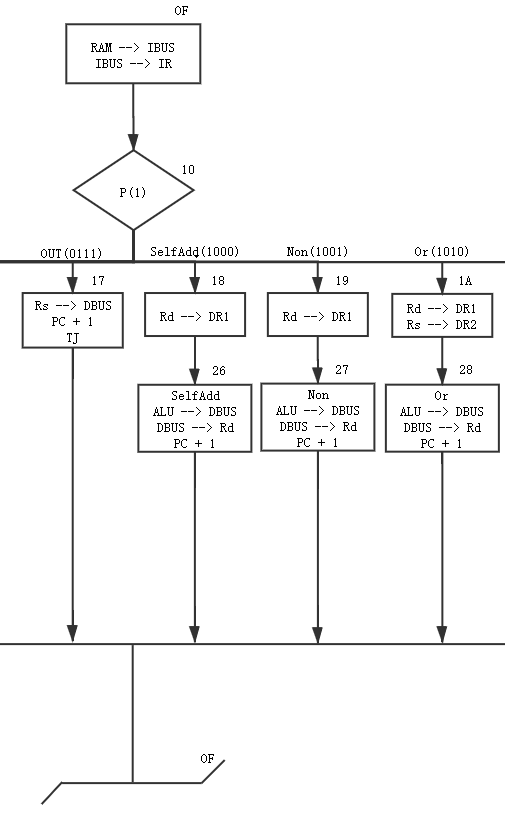 OF
RAM --> IBUS
IBUS --> IR
10
P(1)
OUT(0111)
SelfAdd(1000)
Non(1001)
Or(1010)
17
18
19
1A
Rs --> DBUS
PC + 1
TJ
Rd --> DR1
Rd --> DR1
Rd --> DR1
Rs --> DR2
26
27
28
SelfAdd
ALU --> DBUS
DBUS --> Rd
PC + 1
Non
ALU --> DBUS
DBUS --> Rd
PC + 1
Or
ALU --> DBUS
DBUS --> Rd
PC + 1
OF